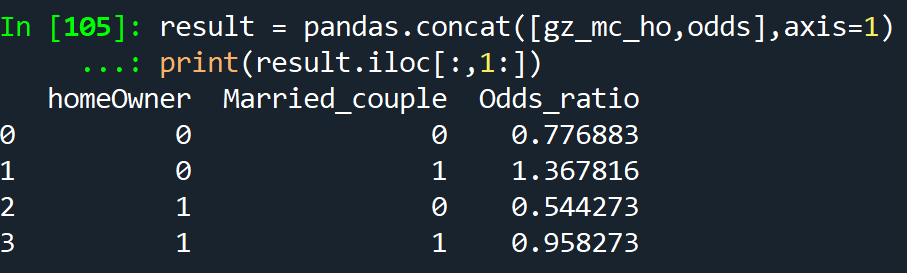 In [105]: result = pandas.concat([gz_mc_ho,odds],axis=1)
...: print(result.iloc[:,1:])
homeOwner Married_couple Odds_ratio
0 0 0 0.776883
1 0 1 1.367816
2 1 0 0.544273
3 1 1 0.958273